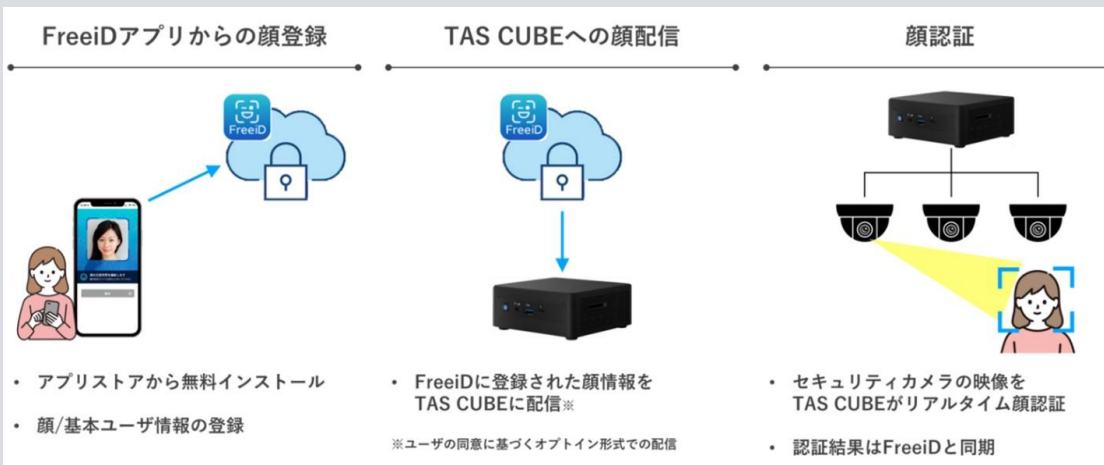 FreeiDアプリからの顔登録
FreeiD
• アプリストアから無料インストール
• 顔/基本ユーザ情報の登録
TAS CUBEへの顔配信
FreeiD
• FreeiDに登録された顔情報を
TAS CUBEに配信※
※ユーザの同意に基づくオプトイン形式での配信
顔認証
• セキュリティカメラの映像を
TAS CUBEがリアルタイム顔認証
• 認証結果はFreeiDと同期